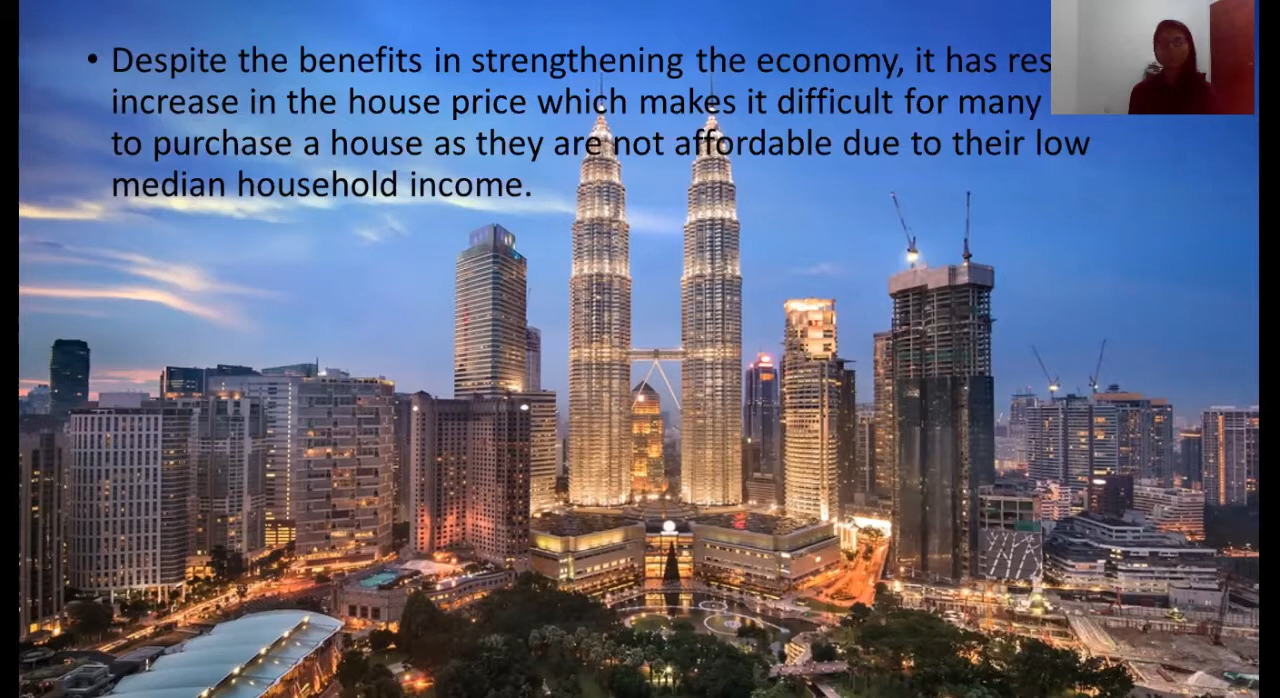 • Despite the benefits in strengthening the economy, it has
increase in the house price which makes it difficult for many
to purchase a house as they are not affordable due to their low
median household income.